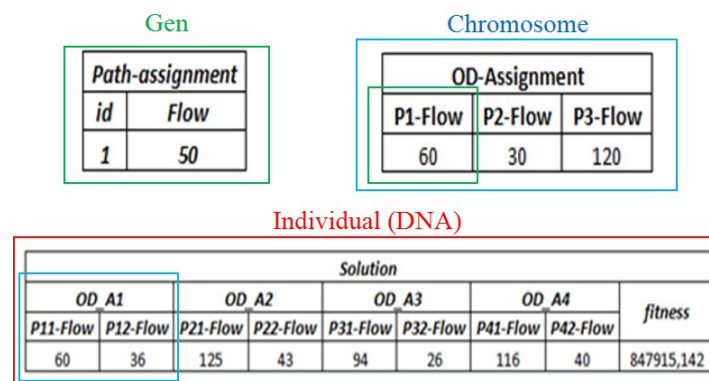 Gen
Chromosome
Path-assignment
id Flow
1 50
OD-Assignment
P1-Flow P2-Flow P3-Flow
60 30 120
Individual (DNA)
Solution
OD_A1 OD_A2 OD_A3 OD_A4 fitness
P11-Flow P12-Flow P21-Flow P22-Flow P31-Flow P32-Flow P41-Flow P42-Flow
60 36 125 43 94 26 116 40 847915,142